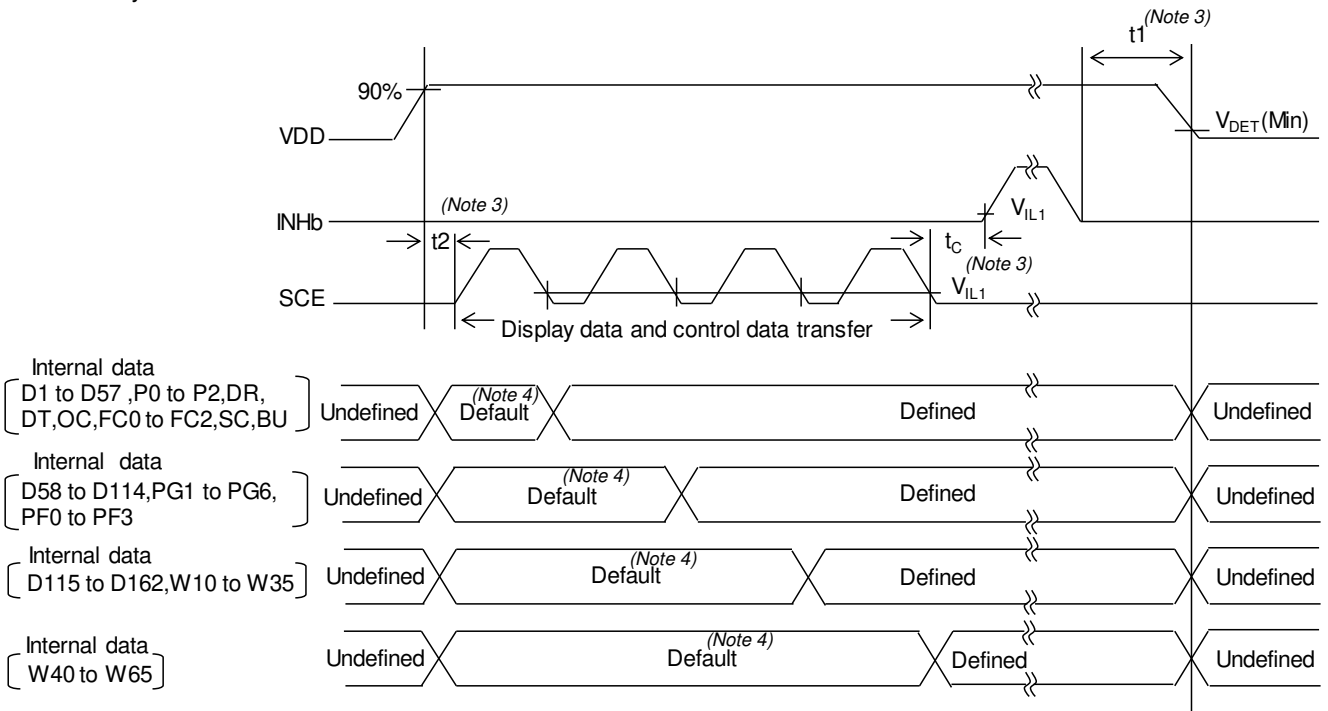 t1 (Note 3)
90%
VDD
VDET(Min)
INHb
(Note 3)
VIL1
t2
tC
(Note 3)
SCE
VIL1
Display data and control data transfer
Internal data
D1 to D57 ,P0 to P2,DR,
DT,OC,FC0 to FC2,SC,BU
Undefined
(Note 4)
Default
Defined
Undefined
Internal data
D58 to D114,PG1 to PG6,
PF0 to PF3
Undefined
(Note 4)
Default
Defined
Undefined
Internal data
D115 to D162,W10 to W35
Undefined
(Note 4)
Default
Defined
Undefined
Internal data
W40 to W65
Undefined
(Note 4)
Default
Defined
Undefined